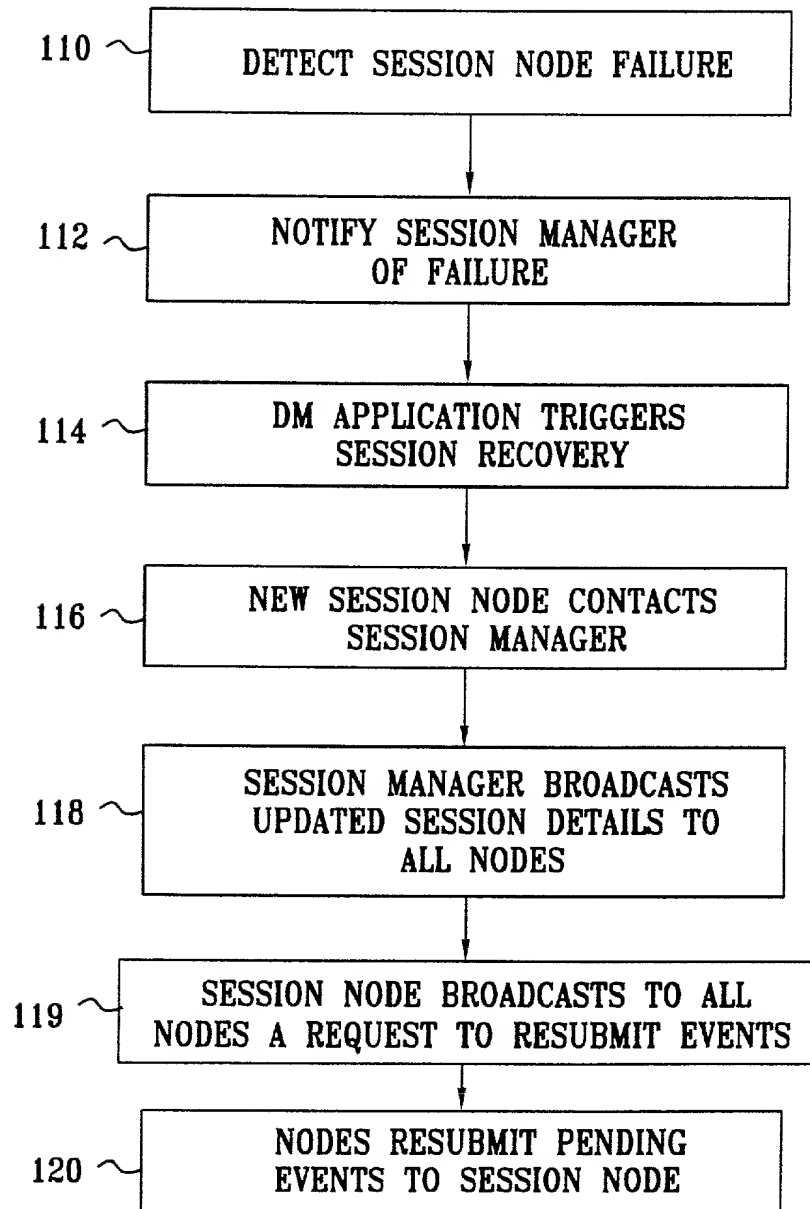 110
DETECT SESSION NODE FAILURE
112
NOTIFY SESSION MANAGER
OF FAILURE
114
DM APPLICATION TRIGGERS
SESSION RECOVERY
116
NEW SESSION NODE CONTACTS
SESSION MANAGER
118
SESSION MANAGER BROADCASTS
UPDATED SESSION DETAILS TO
ALL NODES
119
SESSION NODE BROADCASTS TO ALL
NODES A REQUEST TO RESUBMIT EVENTS
120
NODES RESUBMIT PENDING
EVENTS TO SESSION NODE